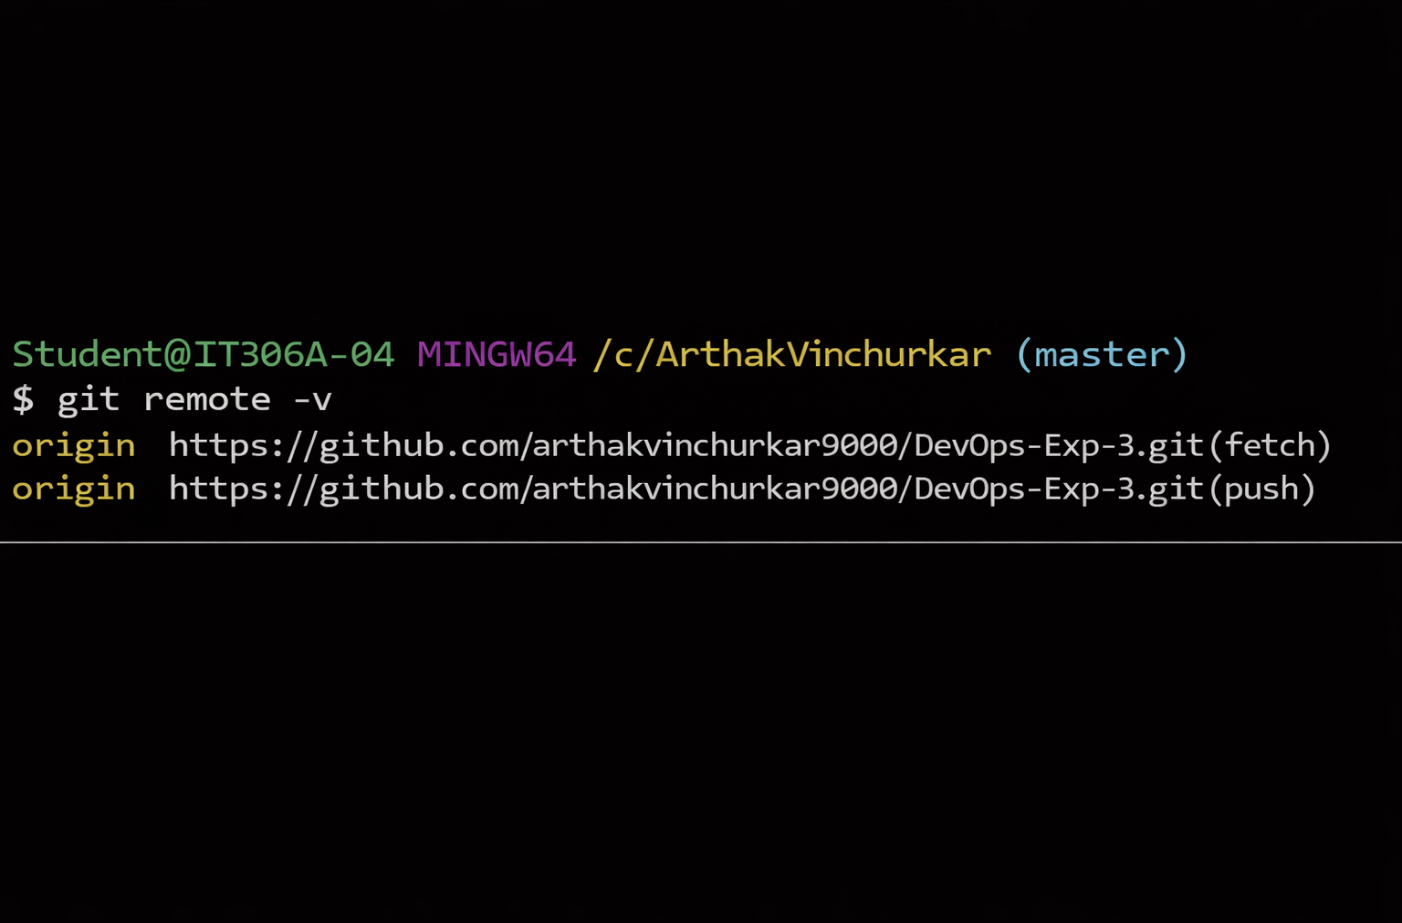 Student@IT306A-04 MINGW64 /c/ArthakVinchurkar (master)
$ git remote -v
origin  https://github.com/arthakvinchurkar9000/DevOps-Exp-3.git(fetch)
origin  https://github.com/arthakvinchurkar9000/DevOps-Exp-3.git(push)